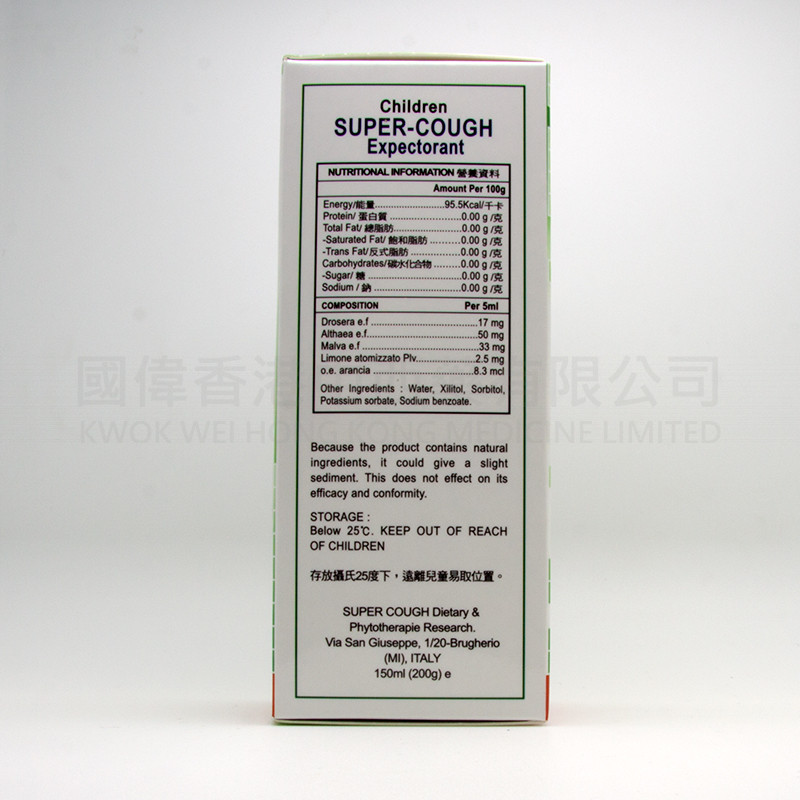 Children
SUPER-COUGH
Expectorant
NUTRITIONAL INFORMATION 營養資料
Amount Per 100g
Energy/能量........................95.5Kcal/千卡
Protein/ 蛋白質 ........................0.00 g /克
Total Fat/ 總脂肪........................0.00 g /克
-Saturated Fat/ 飽和脂肪 ..........0.00 g /克
-Trans Fat/反式脂肪 ..................0.00 g /克
Carbohydrates/碳水化合物 .........0.00 g /克
-Sugar/ 糖 ................................0.00 g /克
Sodium / 鈉 .............................0.00 g /克
COMPOSITION Per 5ml
Drosera e.f ....................................17 mg
Althaea e.f.....................................50 mg
Malva e.f .......................................33 mg
Limone atomizzato Plv....................2.5 mg
o.e. arancia ...................................8.3 mcl
Other Ingredients : Water, Xilitol, Sorbitol,
Potassium sorbate, Sodium benzoate.
國偉香港 有限公司
KWOK WEI HONG KONG MEDICINE LIMITED
Because the product contains natural
ingredients, it could give a slight
sediment. This does not effect on its
efficacy and conformity.
STORAGE :
Below 25℃. KEEP OUT OF REACH
OF CHILDREN
存放攝氏25度下，遠離兒童易取位置。
SUPER COUGH Dietary &
Phytotherapie Research.
Via San Giuseppe, 1/20-Brugherio
(MI), ITALY
150ml (200g) e